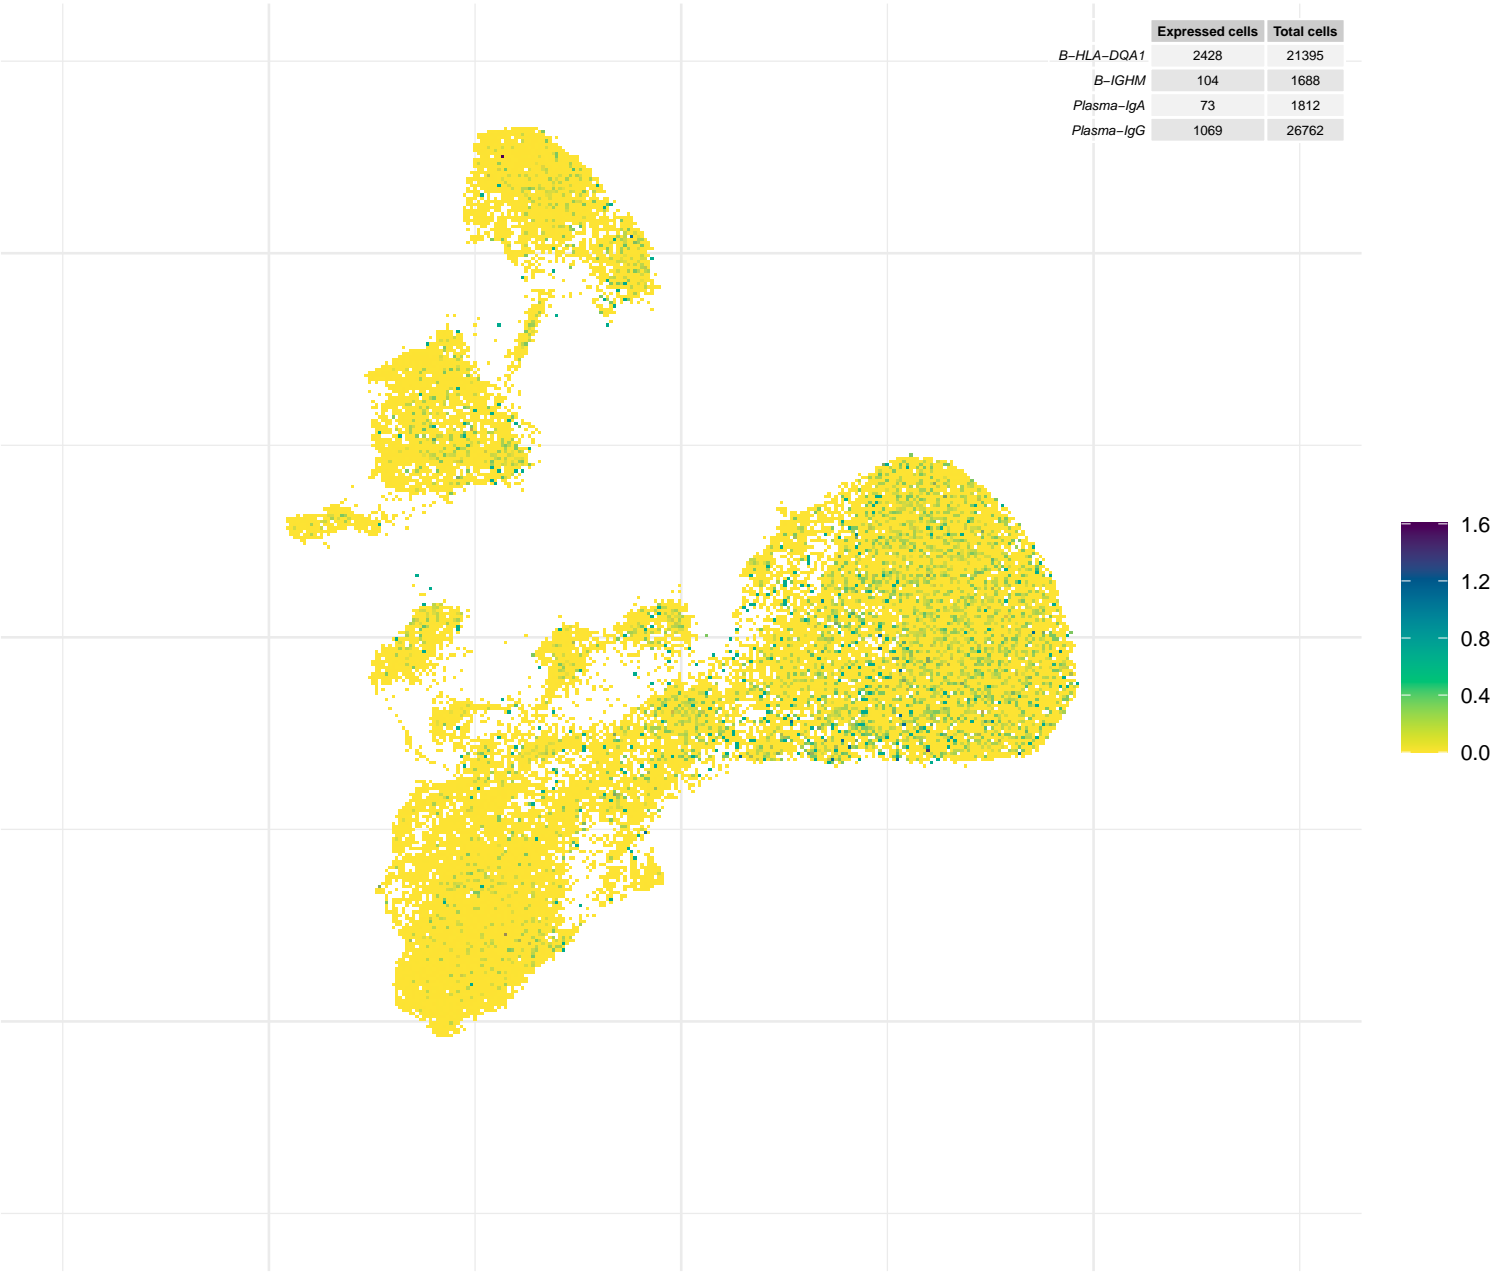 Expressed cells Total cells
B−HLA−DQA1 2428 21395
B−IGHM 104 1688
Plasma−IgA 73 1812
Plasma−IgG 1069 26762
1.6
1.2
0.8
0.4
0.0